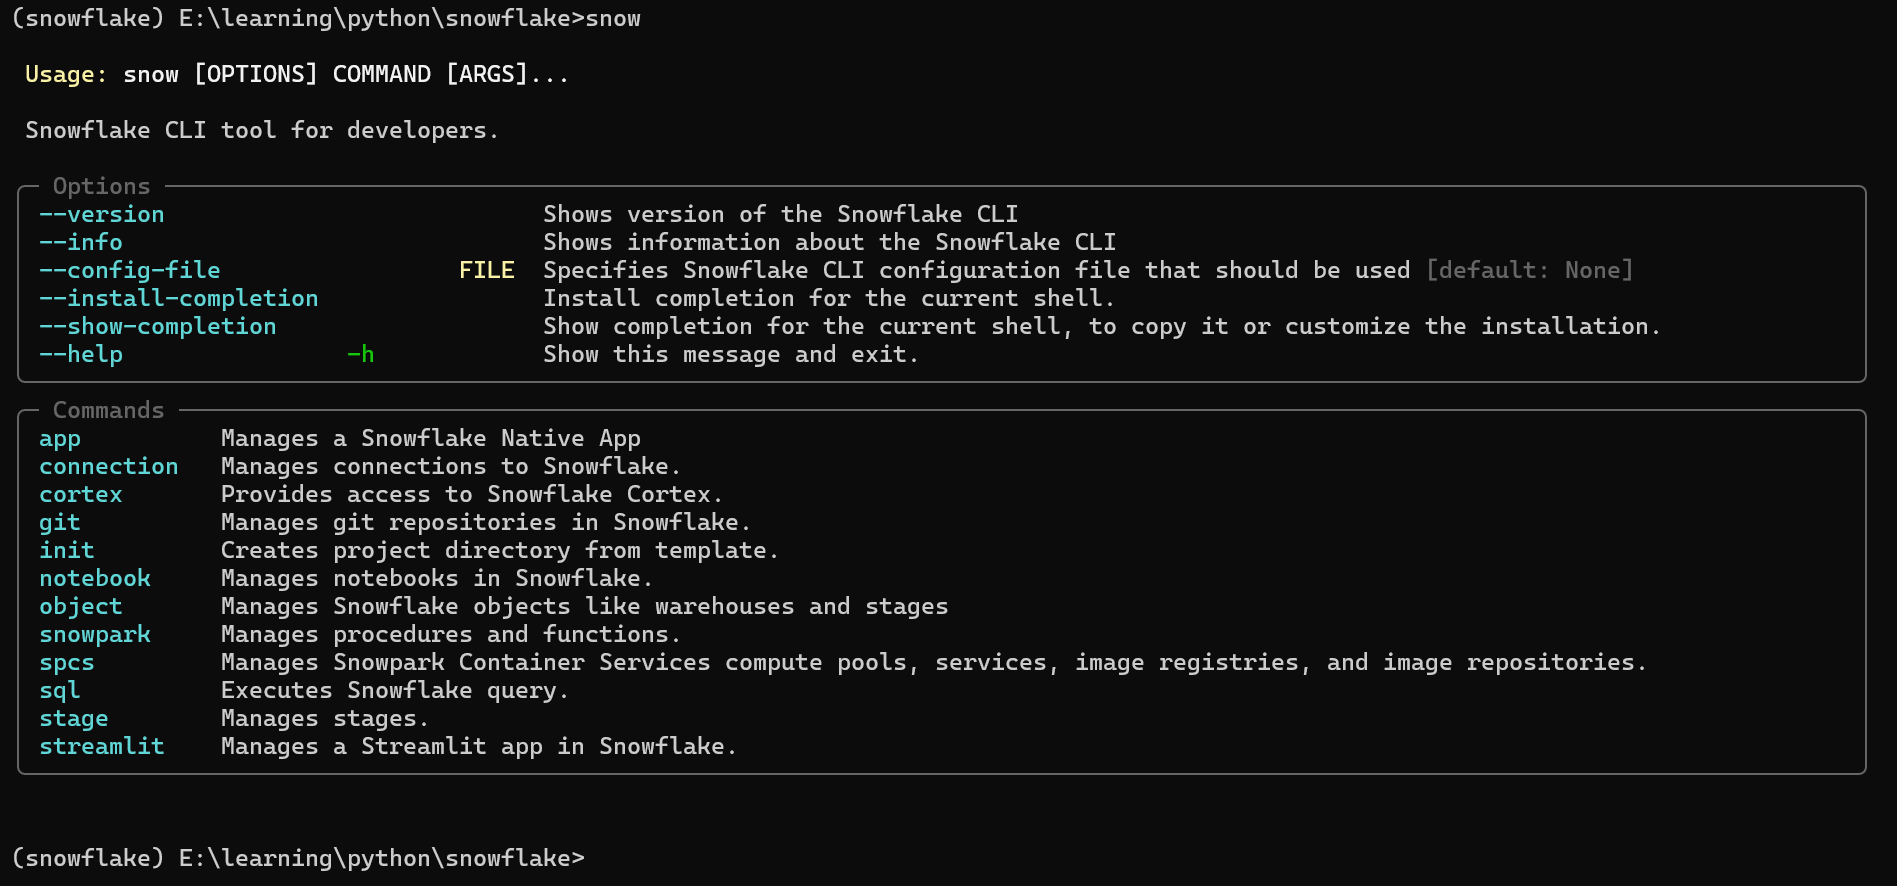 (snowflake) E:\learning\python\snowflake>snow
Usage: snow [OPTIONS] COMMAND [ARGS]...
Snowflake CLI tool for developers.
Options
--version Shows version of the Snowflake CLI
--info Shows information about the Snowflake CLI
--config-file FILE Specifies Snowflake CLI configuration file that should be used [default: None]
--install-completion Install completion for the current shell.
--show-completion Show completion for the current shell, to copy it or customize the installation.
--help -h Show this message and exit.
Commands
app Manages a Snowflake Native App
connection Manages connections to Snowflake.
cortex Provides access to Snowflake Cortex.
git Manages git repositories in Snowflake.
init Creates project directory from template.
notebook Manages notebooks in Snowflake.
object Manages Snowflake objects like warehouses and stages
snowpark Manages procedures and functions.
spcs Manages Snowpark Container Services compute pools, services, image registries, and image repositories.
sql Executes Snowflake query.
stage Manages stages.
streamlit Manages a Streamlit app in Snowflake.
(snowflake) E:\learning\python\snowflake>